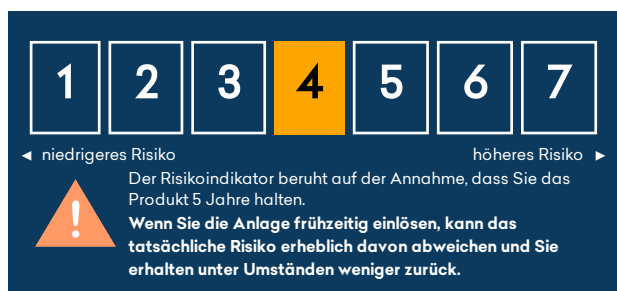 1 2 3 4 5 6 7
◄ niedrigeres Risiko höheres Risiko ►
Der Risikoindikator beruht auf der Annahme, dass Sie das
Produkt 5 Jahre halten.
Wenn Sie die Anlage frühzeitig einlösen, kann das
tatsächliche Risiko erheblich davon abweichen und Sie
erhalten unter Umständen weniger zurück.
!